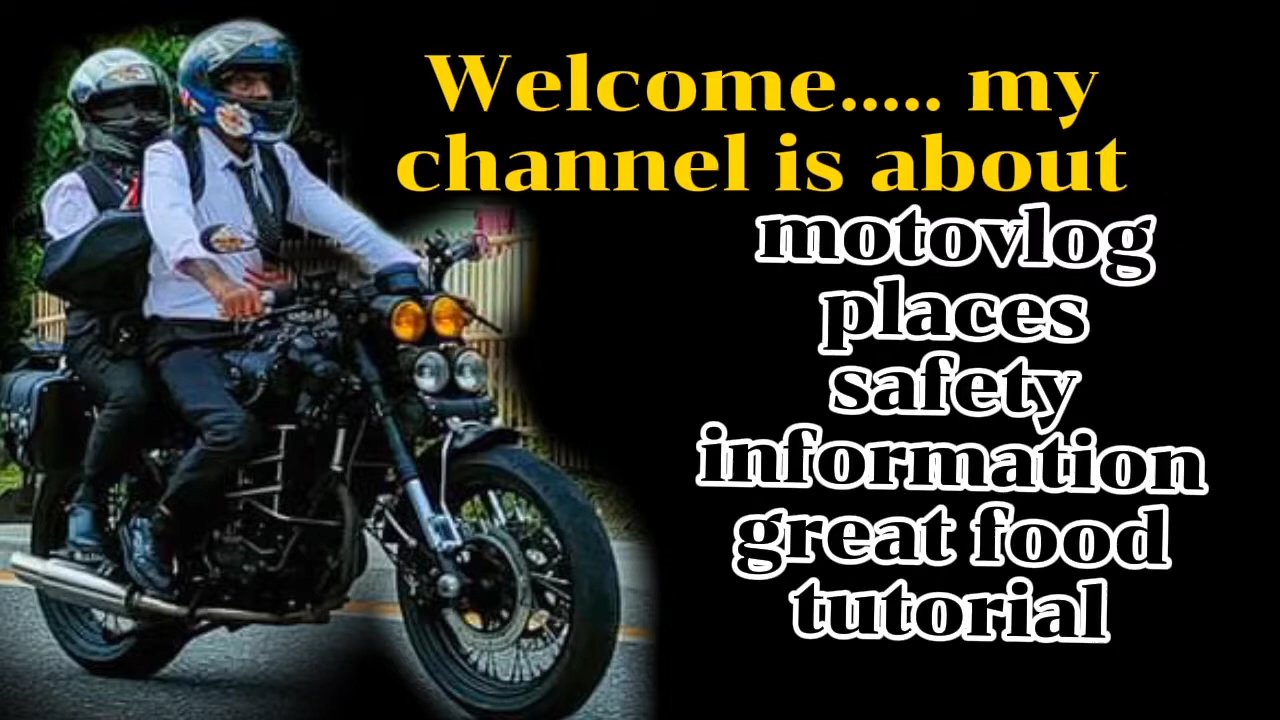 Welcome..... my
channel is about
motovlog
places
safety
information
great food
tutorial